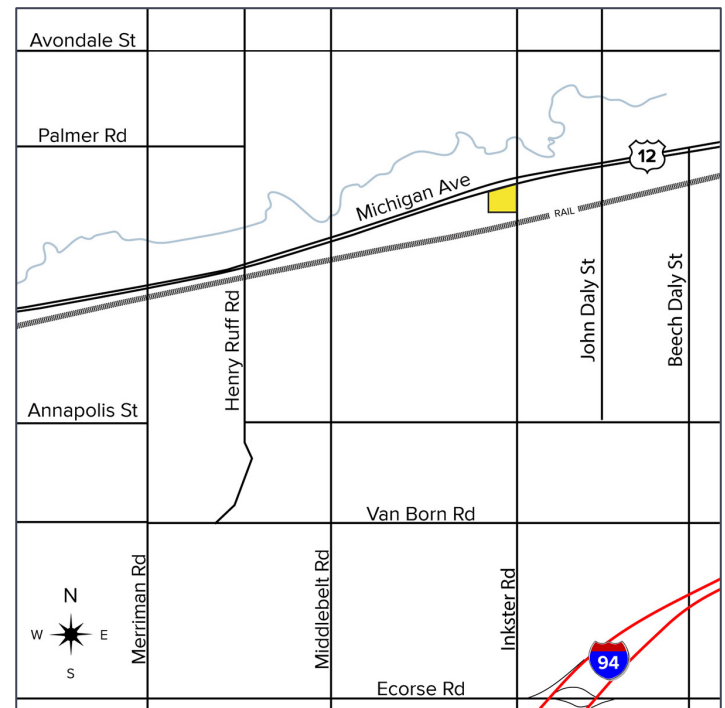 Avondale St
Palmer Rd
12
Michigan Ave
RAIL
John Daly St
Beech Daly St
Henry Ruff Rd
Annapolis St
Van Born Rd
Merriman Rd
Middlebelt Rd
Inkster Rd
N
W
E
S
94
Ecorse Rd